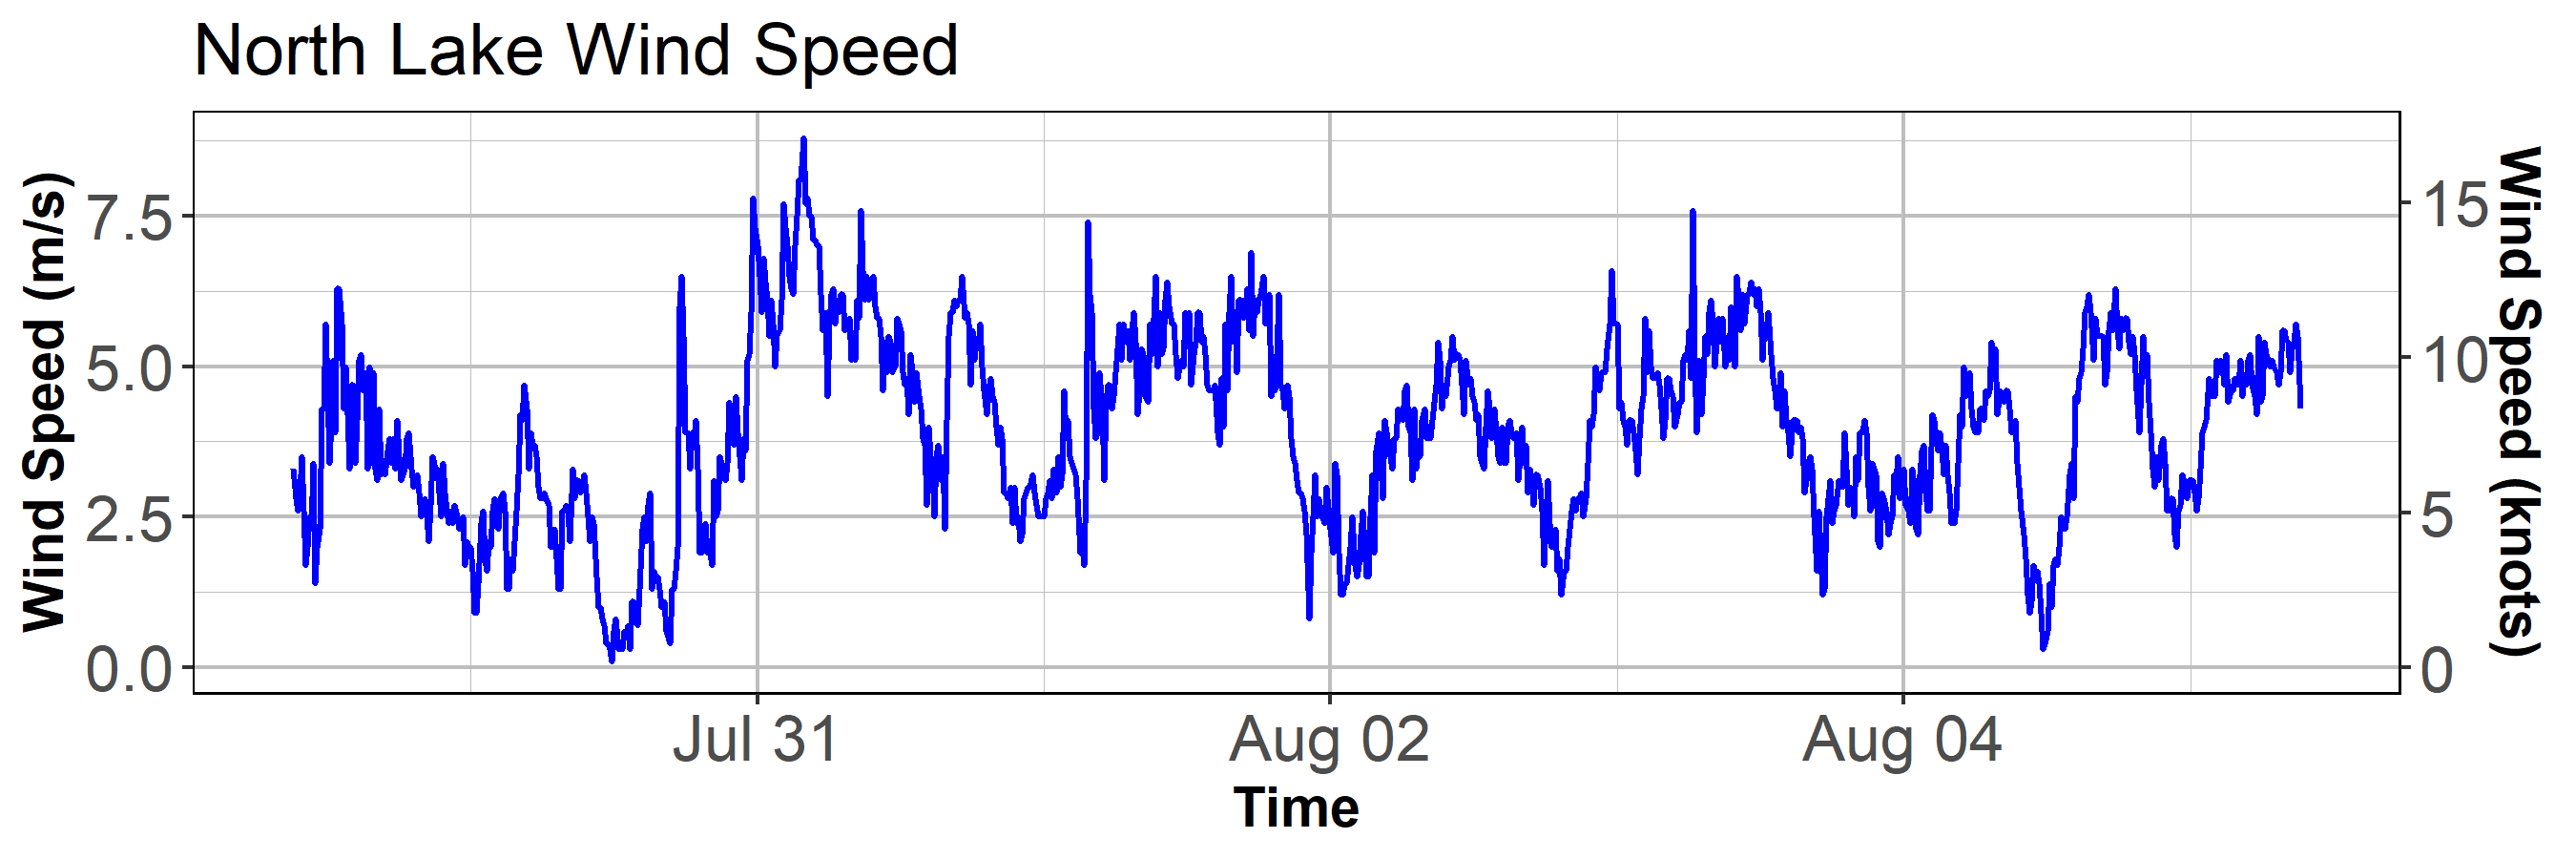 North Lake Wind Speed
Wind Speed (m/s)
7.5
5.0
2.5
0.0
15
10
5
0
Wind Speed (knots)
Jul 31
Aug 02
Aug 04
Time